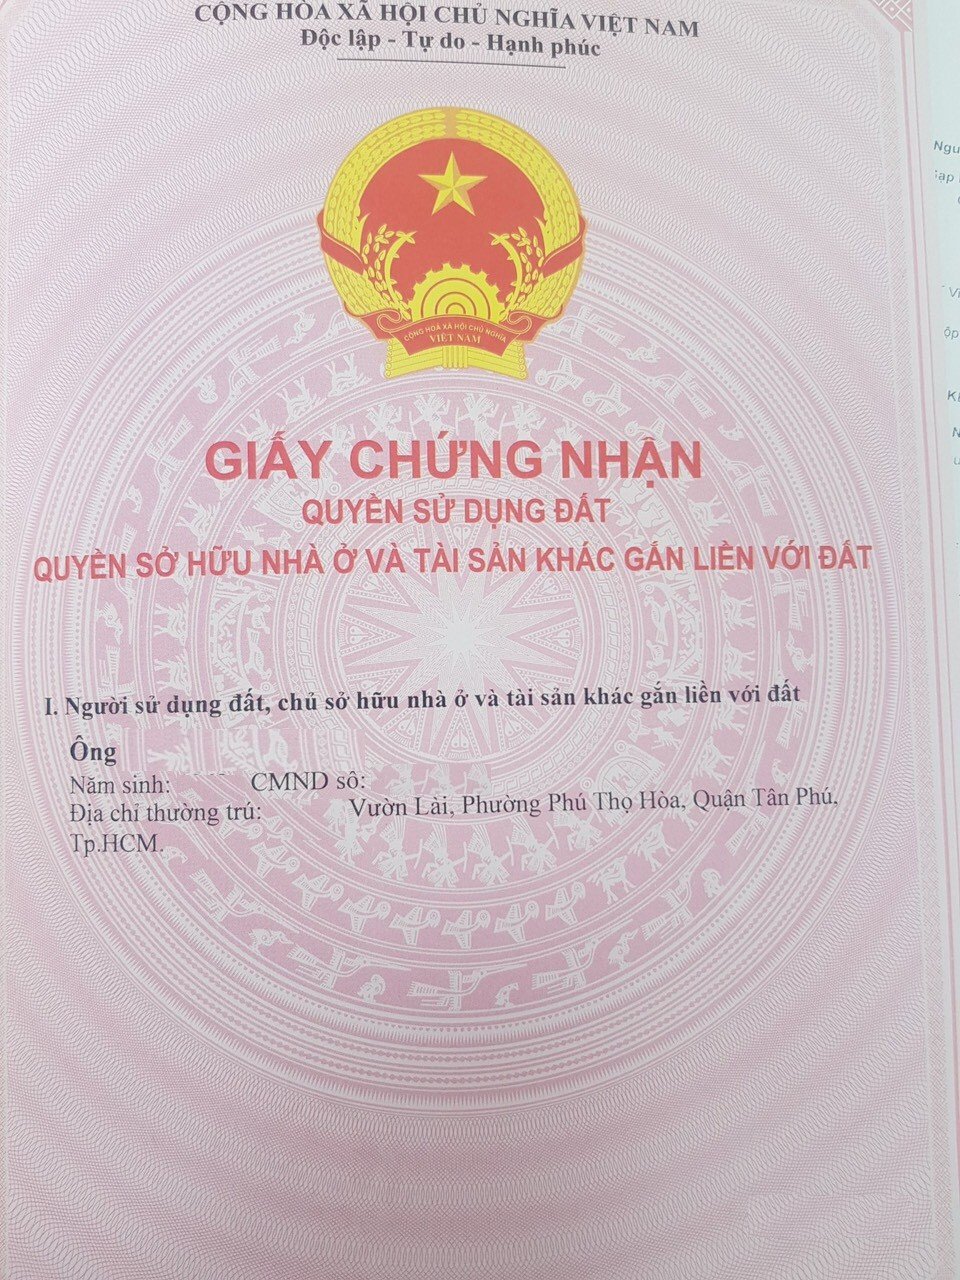 CỘNG HÒA XÃ HỘI CHỦ NGHĨA VIỆT NAM
Độc lập - Tự do - Hạnh phúc
CỘNG HOÀ XÃ HỘI CHỦ NGHĨA
VIỆT NAM
GIẤY CHỨNG NHẬN
QUYỀN SỬ DỤNG ĐẤT
QUYỀN SỞ HỮU NHÀ Ở VÀ TÀI SẢN KHÁC GẮN LIỀN VỚI ĐẤT
I. Người sử dụng đất, chủ sở hữu nhà ở và tài sản khác gắn liền với đất
Ông
Năm sinh: CMND số:
Địa chỉ thường trú: Vườn Lài, Phường Phú Thọ Hòa, Quận Tân Phú,
Tp.HCM.